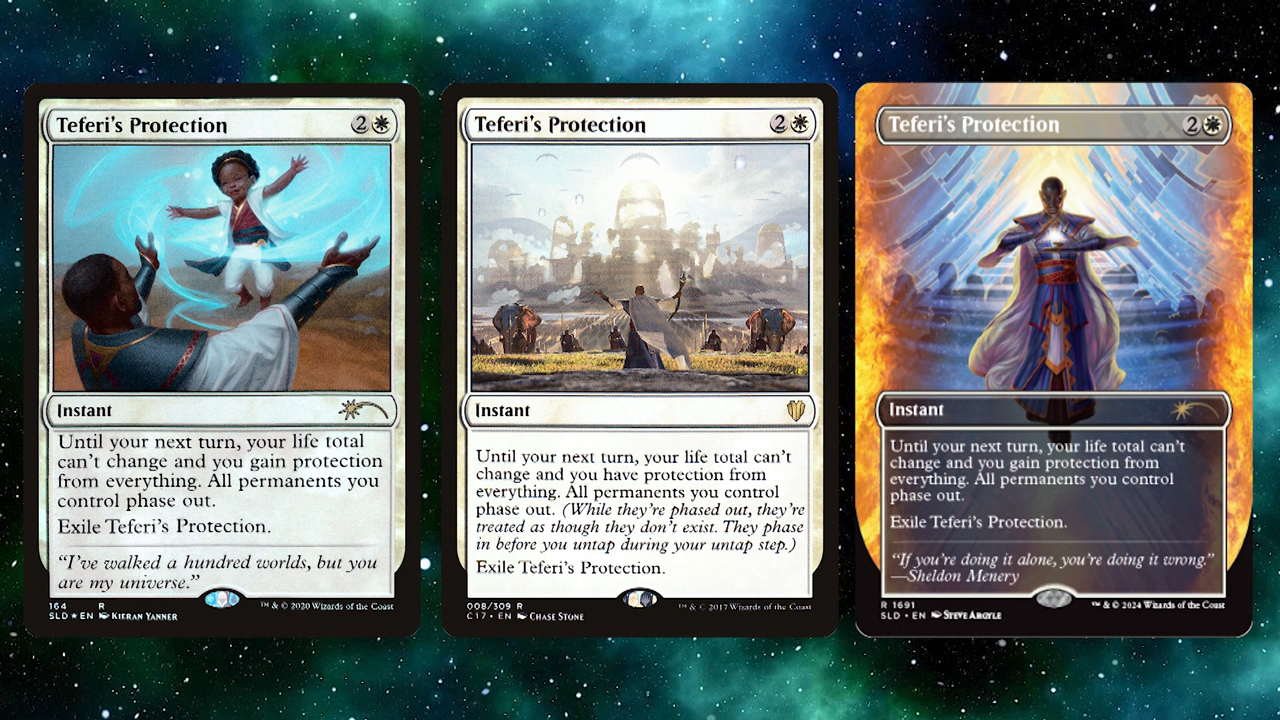 Teferi's Protection
2
Instant
Until your next turn, your life total
can't change and you gain protection
from everything. All permanents you
control phase out.
Exile Teferi's Protection.
"I've walked a hundred worlds, but you
are my universe."
164 R
SLD ★ EN KIERAN YANNER
™ & © 2020 Wizards of the Coast
Teferi's Protection
2
Instant
Until your next turn, your life total can't
change and you have protection from
everything. All permanents you control
phase out. (While they're phased out, they're
treated as though they don't exist. They phase
in before you untap during your untap step.)
Exile Teferi's Protection.
008/309 R
C17 • EN CHASE STONE
™ & © 2017 Wizards of the Coast
Teferi's Protection
2
Instant
Until your next turn, your life total can't
change and you gain protection from
everything. All permanents you control
phase out.
Exile Teferi's Protection.
"If you're doing it alone, you're doing it wrong."
—Sheldon Menery
R 1691
SLD • EN STEVE ARGYLE
™ & © 2024 Wizards of the Coast